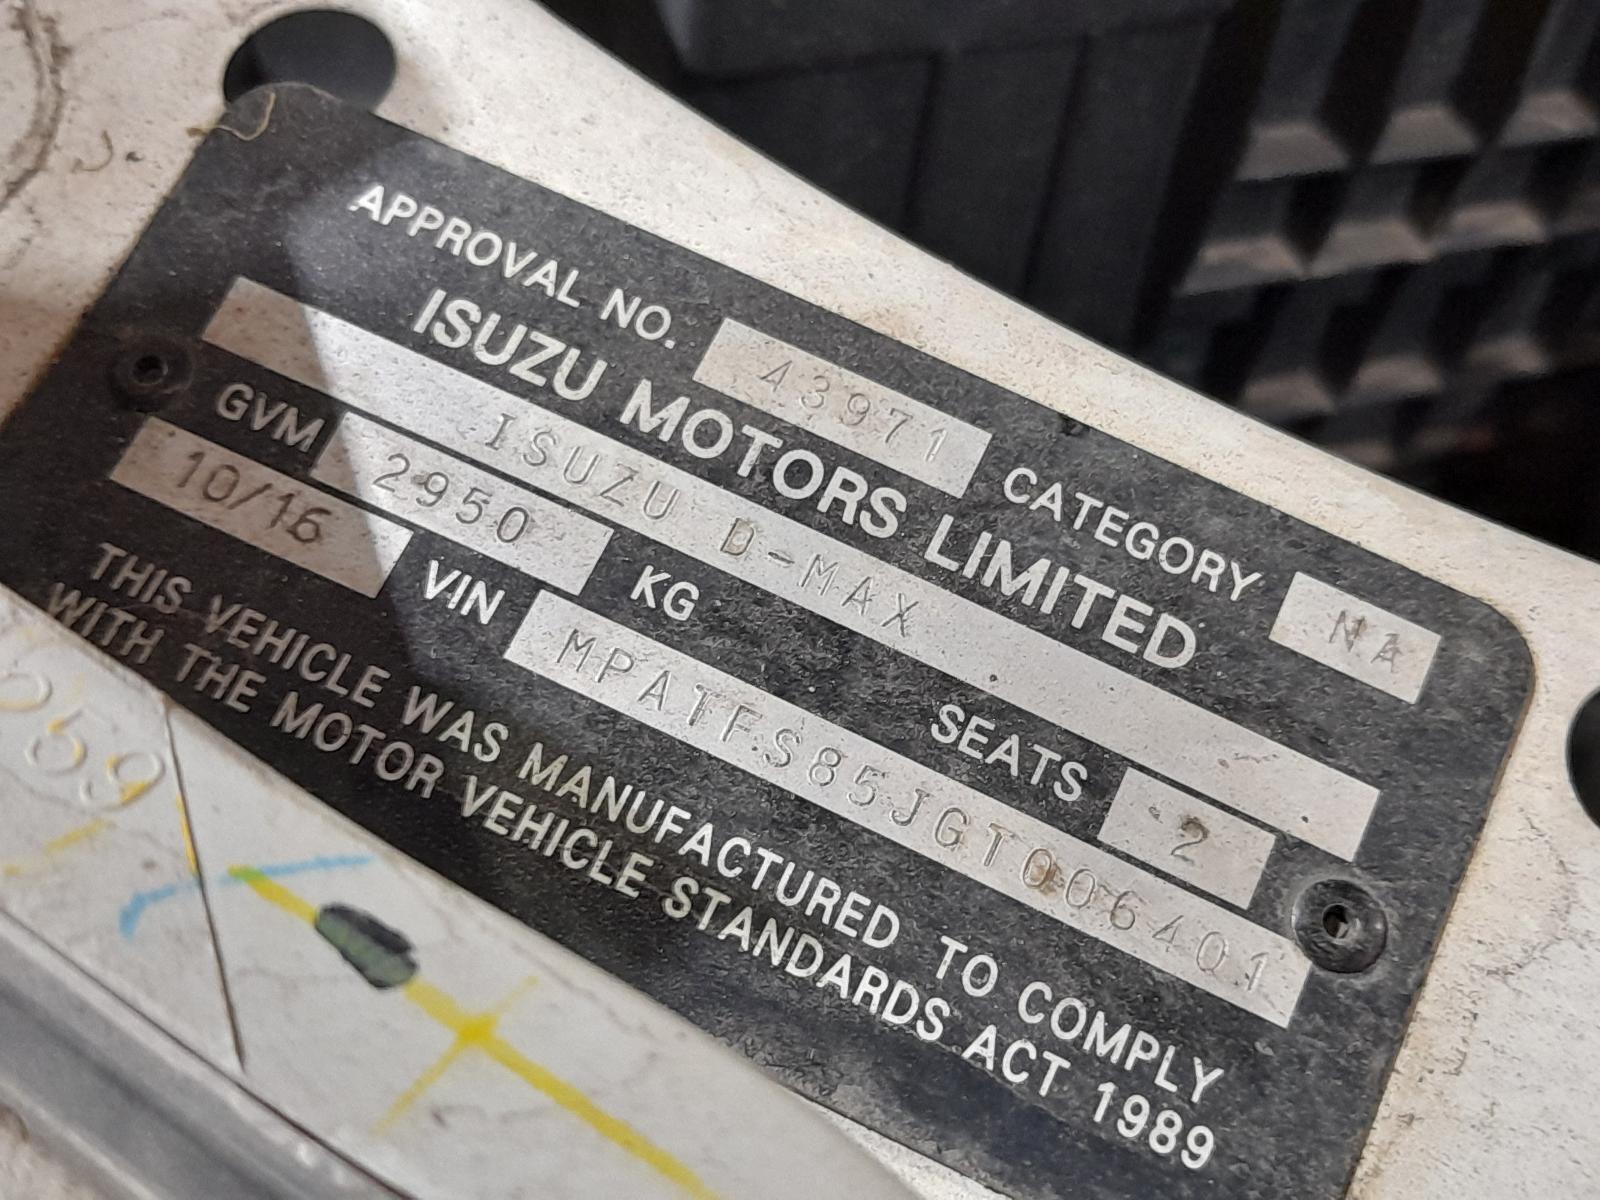 APPROVAL NO. 43971 CATEGORY NA
ISUZU MOTORS LIMITED
ISUZU D-MAX
GVM 2950 KG SEATS 2
10/16 VIN MPATFS85JGT006401
THIS VEHICLE WAS MANUFACTURED TO COMPLY
WITH THE MOTOR VEHICLE STANDARDS ACT 1989
259